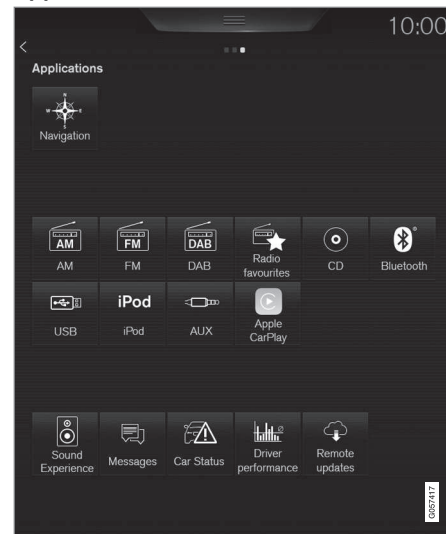 10:00
Applications
N
W E
S
Navigation
AM
FM
DAB
AM
FM
DAB
Radio
favourites
CD
Bluetooth
iPod
USB
iPod
AUX
Apple
CarPlay
Sound
Experience
Messages
Car Status
Driver
performance
Remote
updates
G057417